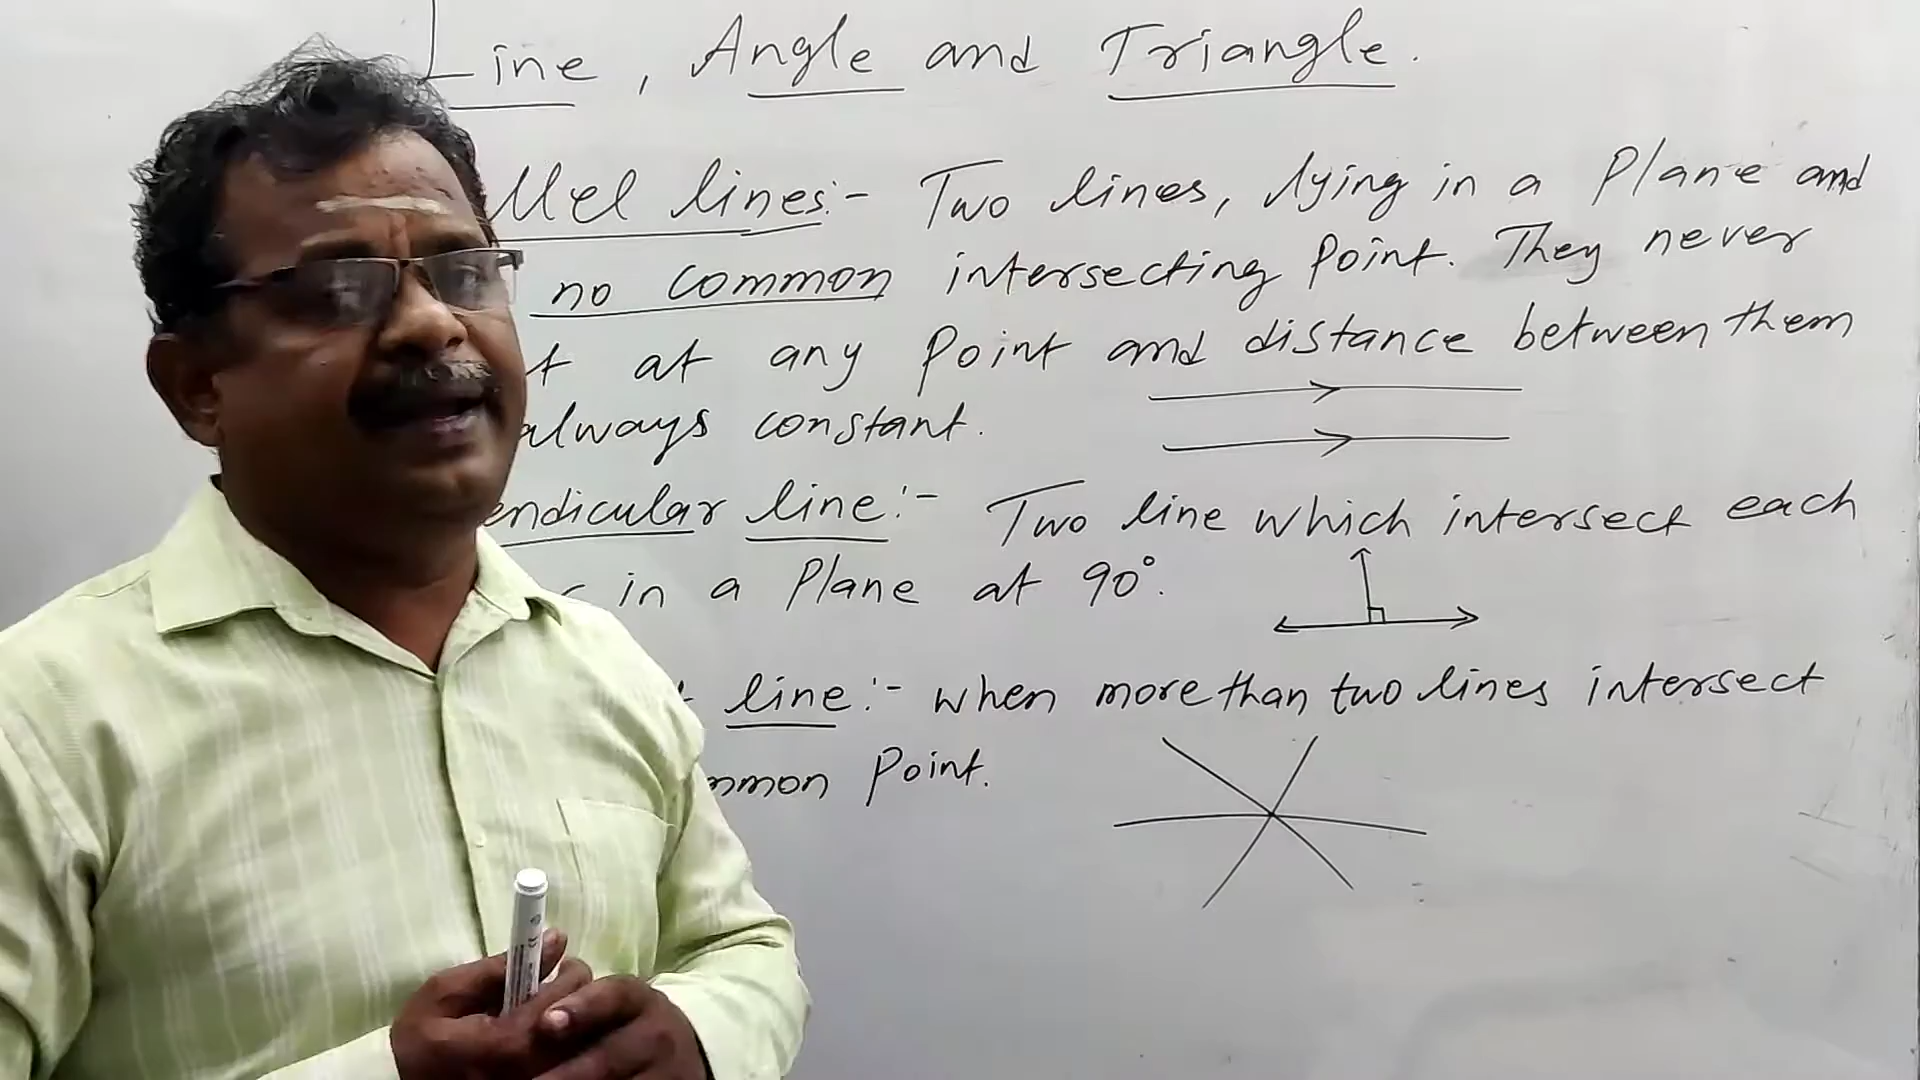 Line, Angle and Triangle.
llel lines:- Two lines, lying in a Plane and
no common intersecting Point. They never
t at any Point and distance between them
always constant.
endicular line:- Two line which intersect each
r in a Plane at 90°.
t line:- when more than two lines intersect
mmon Point.